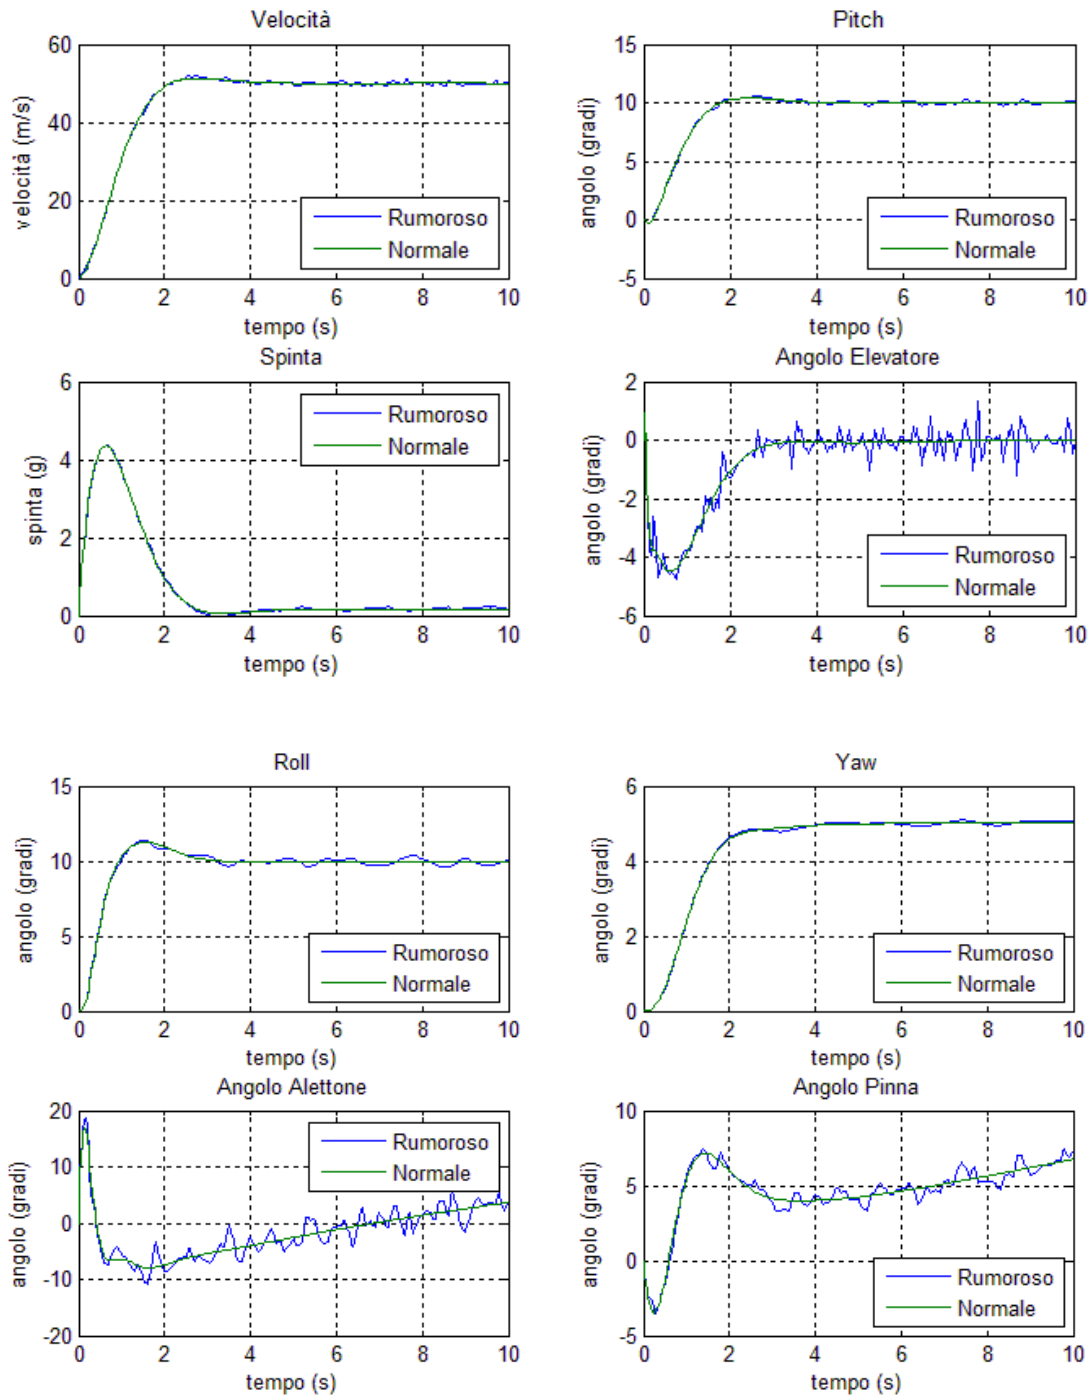 Velocità
60
40
20
0
velocità (m/s)
Rumoroso
Normale
0 2 4 6 8 10
tempo (s)
Pitch
15
10
5
0
-5
angolo (gradi)
Rumoroso
Normale
0 2 4 6 8 10
tempo (s)
Spinta
6
4
2
0
spinta (g)
Rumoroso
Normale
0 2 4 6 8 10
tempo (s)
Angolo Elevatore
2
0
-2
-4
-6
angolo (gradi)
Rumoroso
Normale
0 2 4 6 8 10
tempo (s)
Roll
15
10
5
0
angolo (gradi)
Rumoroso
Normale
0 2 4 6 8 10
tempo (s)
Yaw
6
4
2
0
angolo (gradi)
Rumoroso
Normale
0 2 4 6 8 10
tempo (s)
Angolo Alettone
20
10
0
-10
-20
angolo (gradi)
Rumoroso
Normale
0 2 4 6 8 10
tempo (s)
Angolo Pinna
10
5
0
-5
angolo (gradi)
Rumoroso
Normale
0 2 4 6 8 10
tempo (s)